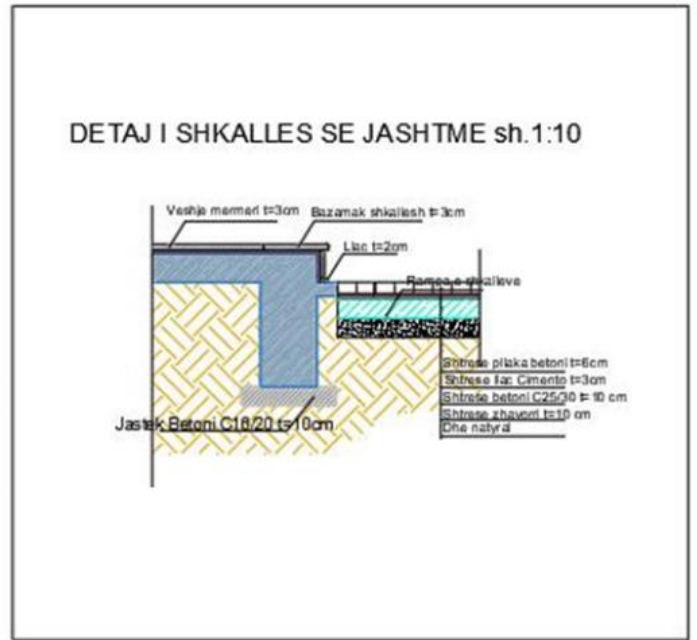 DETAJ I SHKALLES SE JASHTME sh.1:10
Veshje mermeri t=3cm
Bazamak shkallesh t=3cm
Llac t=2cm
Rampa e shkalleve
Shtrese pllaka betoni t=6cm
Shtrese llac Cimento t=3cm
Shtrese betoni C25/30 t=10 cm
Shtrese zhavorri t=10 cm
Dhe natyral
Jastek Betoni C16/20 t=10cm